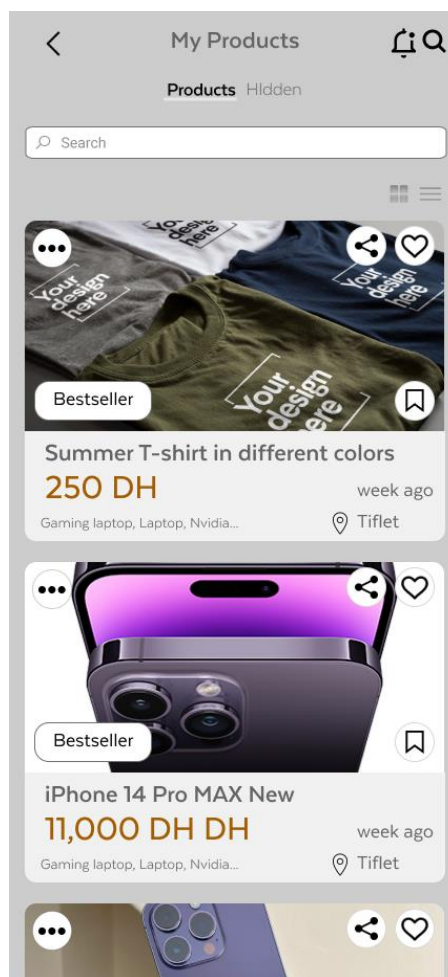 My Products
Products HIdden
Search
Your
design
here
Your
design
here
Your
design
here
Your
design
here
Bestseller
Summer T-shirt in different colors
250 DH
week ago
Gaming laptop, Laptop, Nvidia...
Tiflet
Bestseller
iPhone 14 Pro MAX New
11,000 DH DH
week ago
Gaming laptop, Laptop, Nvidia...
Tiflet